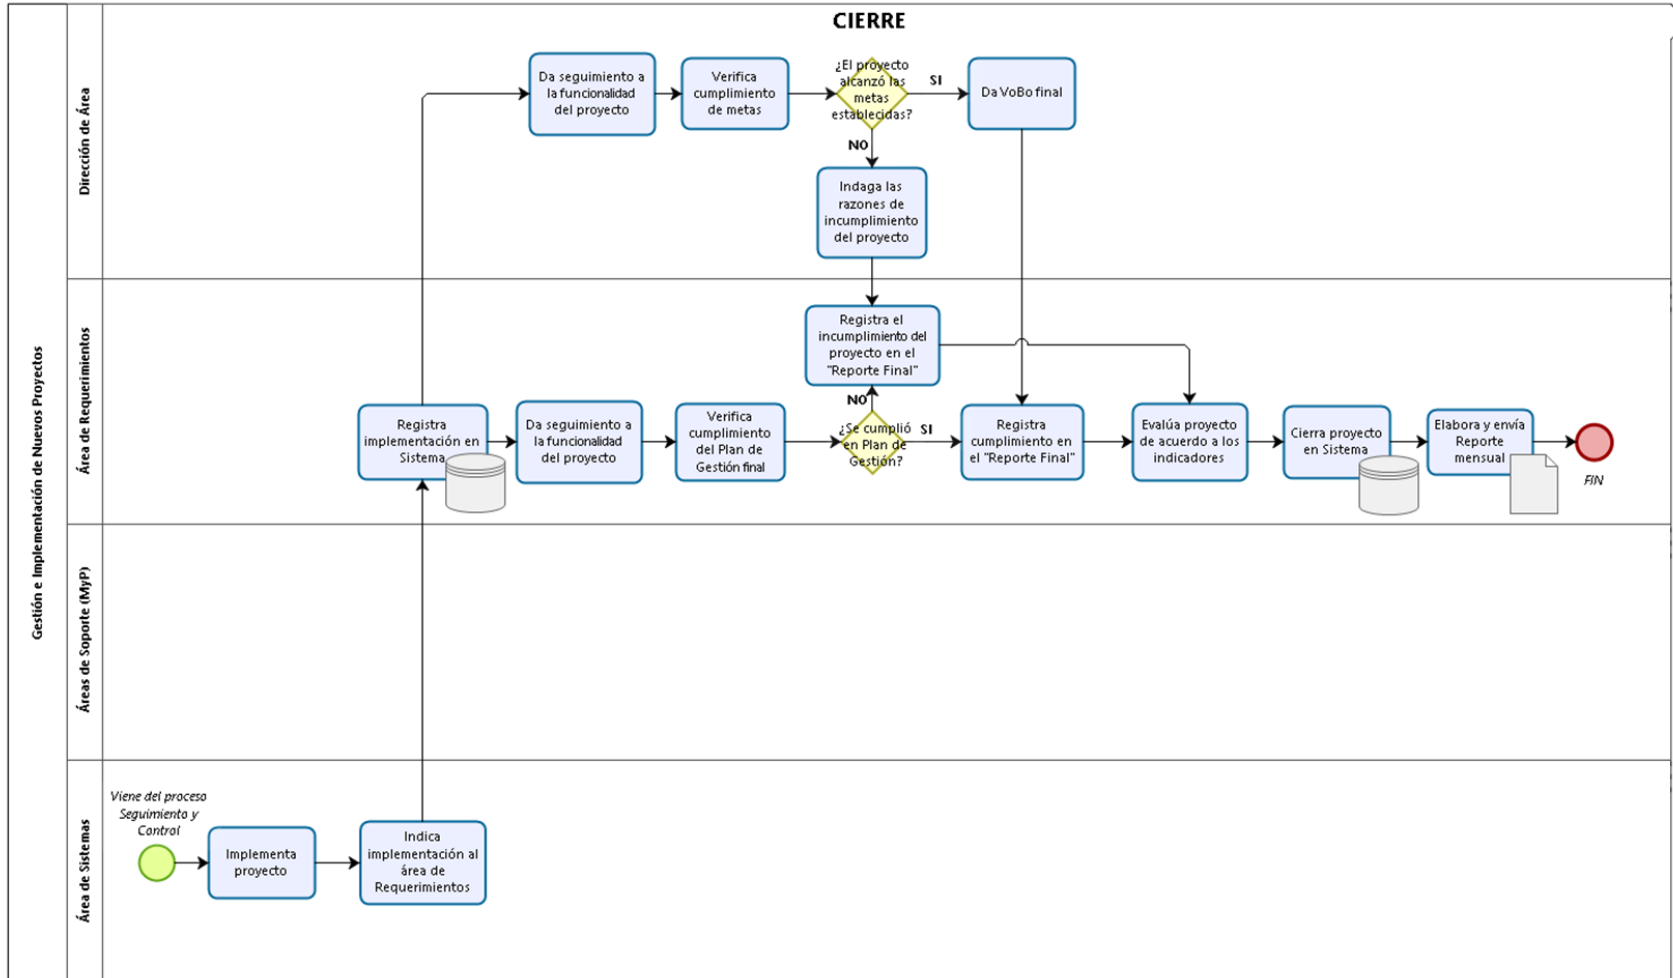 CIERRE
Gestión e Implementación de Nuevos Proyectos
Dirección de Área
Da seguimiento a
la funcionalidad
del proyecto
Verifica
cumplimiento
de metas
¿El proyecto
alcanzó las
metas
establecidas?
SI
Da VoBo final
NO
Indaga las
razones de
incumplimiento
del proyecto
Área de Requerimientos
Registra el
incumplimiento del
proyecto en el
"Reporte Final"
NO
Registra
implementación en
Sistema
Da seguimiento a
la funcionalidad
del proyecto
Verifica
cumplimiento
del Plan de
Gestión final
¿Se cumplió
en Plan de
Gestión?
SI
Registra
cumplimiento en
el "Reporte Final"
Evalúa proyecto
de acuerdo a los
indicadores
Cierra proyecto
en Sistema
Elabora y envía
Reporte
mensual
FIN
Áreas de Soporte (MyP)
Área de Sistemas
Viene del proceso
Seguimiento y
Control
Implementa
proyecto
Indica
implementación al
área de
Requerimientos